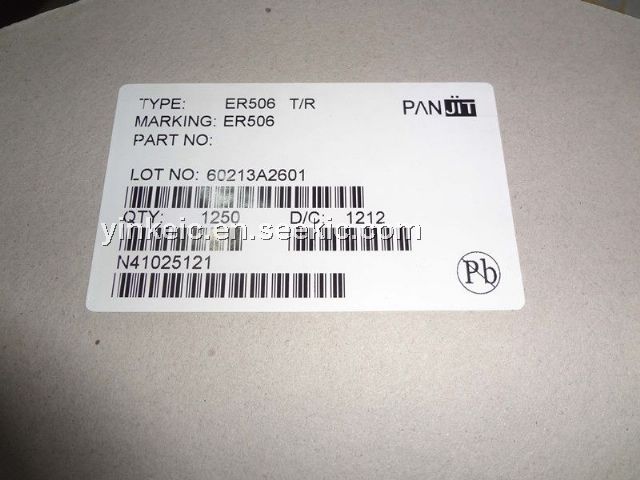 TYPE: ER506 T/R
PANJIT
MARKING: ER506
PART NO:
LOT NO: 60213A2601
QTY: 1250 D/C: 1212
yinkeic.en.seekic.com
N41025121
Pb